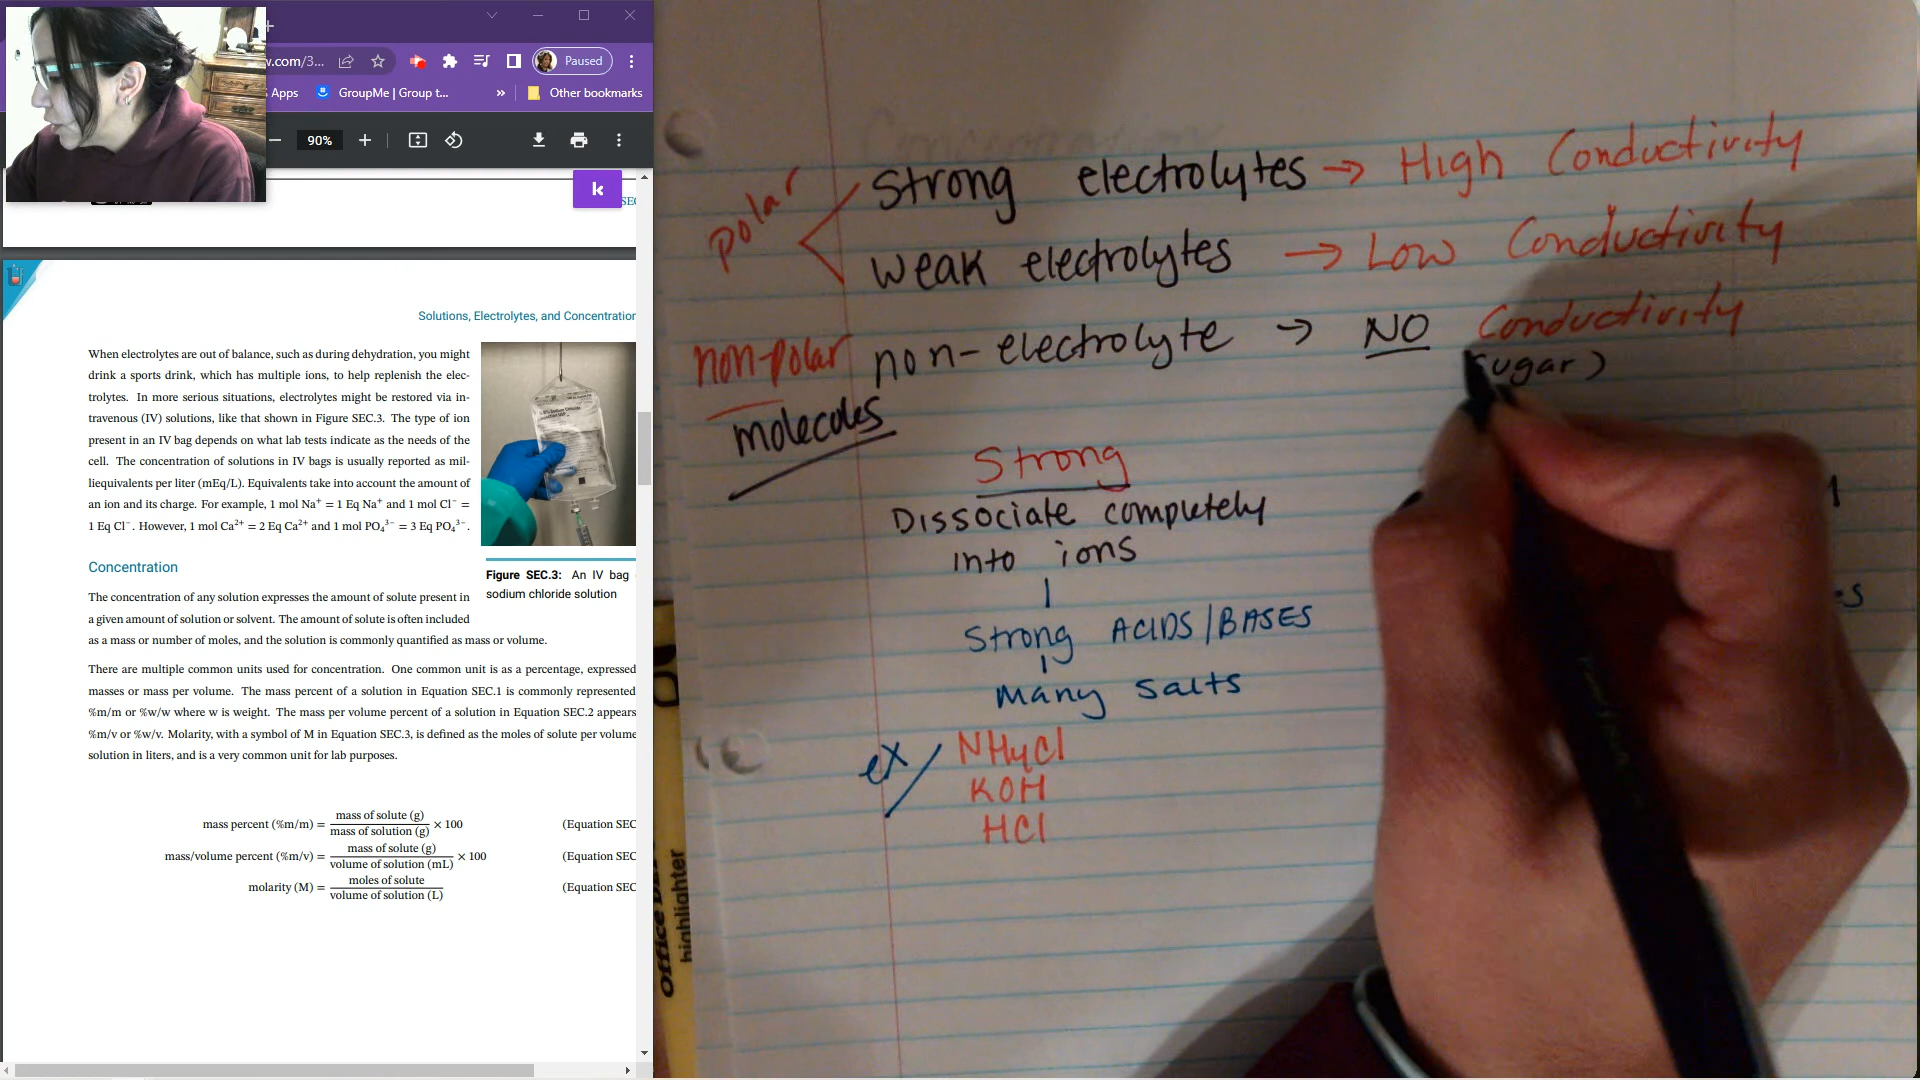 w.com/3...
Paused
Apps
GroupMe | Group t...
»
Other bookmarks
90%
k
SEC
Solutions, Electrolytes, and Concentration
When electrolytes are out of balance, such as during dehydration, you might
drink a sports drink, which has multiple ions, to help replenish the elec-
trolytes. In more serious situations, electrolytes might be restored via in-
travenous (IV) solutions, like that shown in Figure SEC.3. The type of ion
present in an IV bag depends on what lab tests indicate as the needs of the
cell. The concentration of solutions in IV bags is usually reported as mil-
liequivalents per liter (mEq/L). Equivalents take into account the amount of
an ion and its charge. For example, 1 mol Na⁺ = 1 Eq Na⁺ and 1 mol Cl⁻ =
1 Eq Cl⁻. However, 1 mol Ca²⁺ = 2 Eq Ca²⁺ and 1 mol PO₄³⁻ = 3 Eq PO₄³⁻.
Figure SEC.3: An IV bag
sodium chloride solution
Concentration
The concentration of any solution expresses the amount of solute present in
a given amount of solution or solvent. The amount of solute is often included
as a mass or number of moles, and the solution is commonly quantified as mass or volume.
There are multiple common units used for concentration. One common unit is as a percentage, expressed
masses or mass per volume. The mass percent of a solution in Equation SEC.1 is commonly represented
%m/m or %w/w where w is weight. The mass per volume percent of a solution in Equation SEC.2 appears
%m/v or %w/v. Molarity, with a symbol of M in Equation SEC.3, is defined as the moles of solute per volume
solution in liters, and is a very common unit for lab purposes.
mass percent (%m/m) = mass of solute (g) / mass of solution (g) × 100 (Equation SEC
mass/volume percent (%m/v) = mass of solute (g) / volume of solution (mL) × 100 (Equation SEC
molarity (M) = moles of solute / volume of solution (L) (Equation SEC
polar
Strong electrolytes → High Conductivity
weak electrolytes → Low Conductivity
non-polar non-electrolyte → NO Conductivity
molecules
sugar)
Strong
Dissociate completely
into ions
Strong ACIDS/BASES
Many salts
ex NH4Cl
KOH
HCl
Office
highlighter